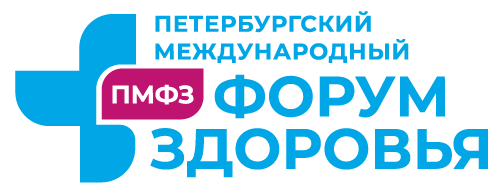 ПЕТЕРБУРГСКИЙ
МЕЖДУНАРОДНЫЙ
ПМФЗ
ФОРУМ
ЗДОРОВЬЯ